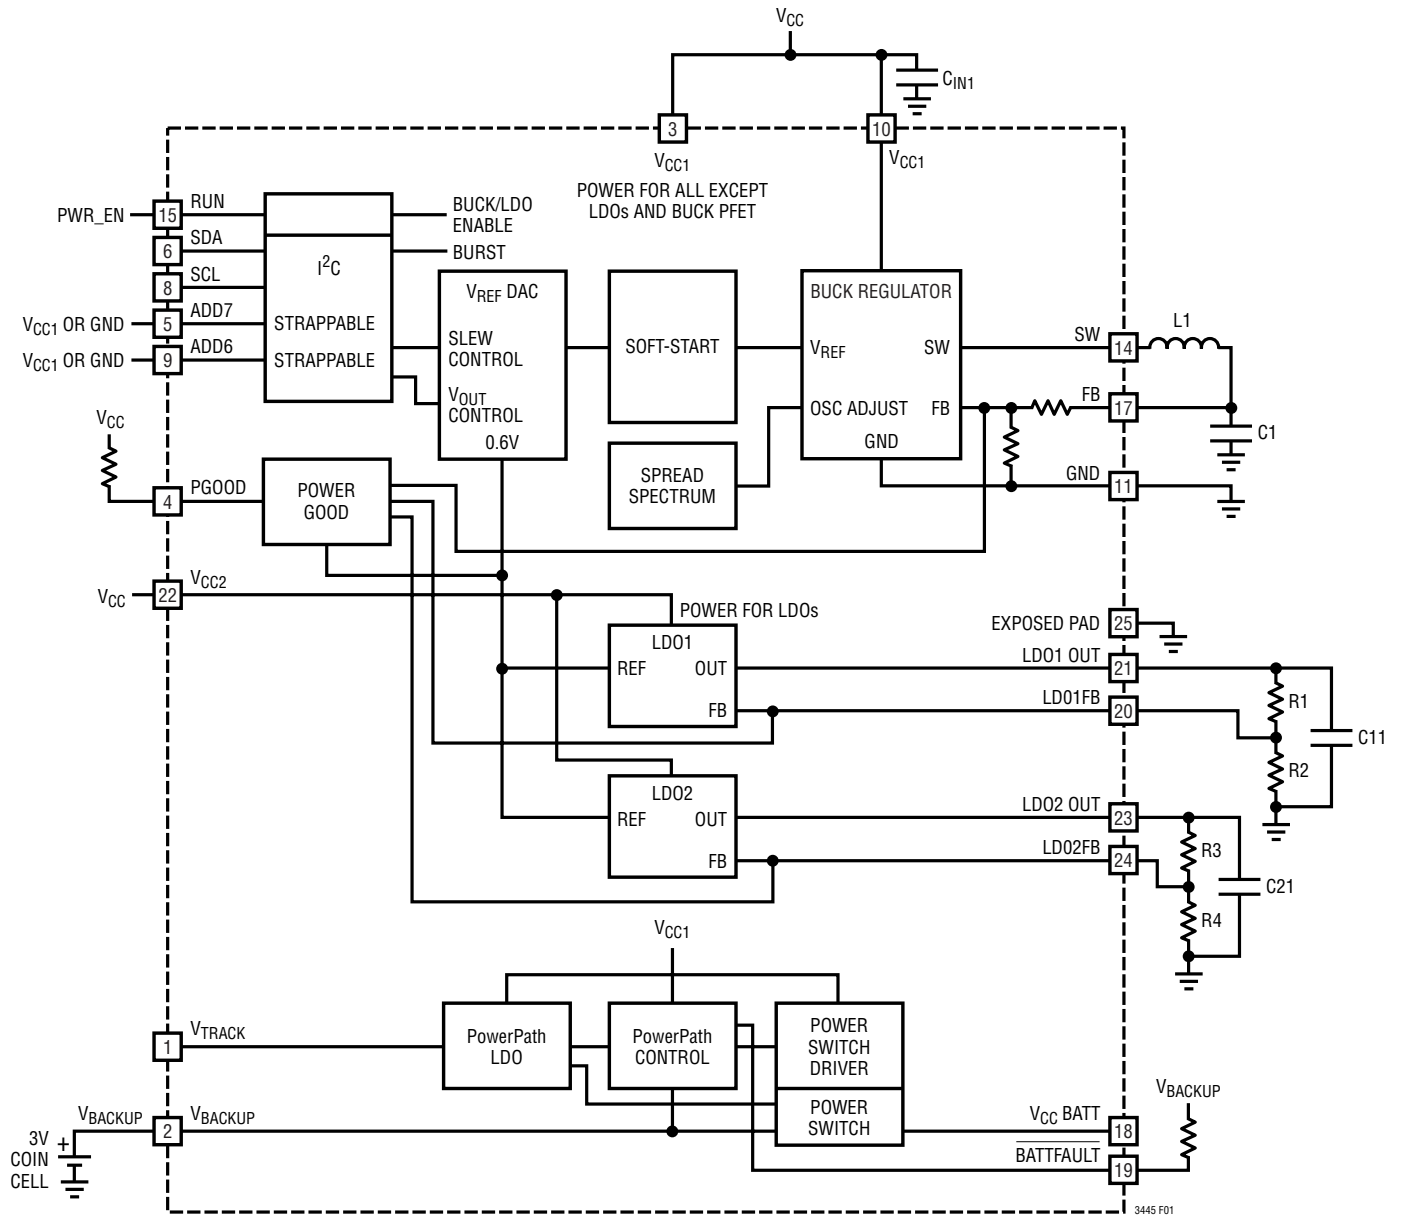 VCC
CIN1
3
10
VCC1
VCC1
POWER FOR ALL EXCEPT
LDOs AND BUCK PFET
PWR_EN
15
RUN
BUCK/LDO
ENABLE
6
SDA
BURST
I2C
8
SCL
VCC1 OR GND
5
ADD7
STRAPPABLE
VCC1 OR GND
9
ADD6
STRAPPABLE
VREF DAC
SLEW
CONTROL
VOUT
CONTROL
0.6V
SOFT-START
SPREAD
SPECTRUM
BUCK REGULATOR
VREF
SW
OSC ADJUST
FB
GND
SW
14
L1
FB
17
C1
GND
11
VCC
4
PGOOD
POWER
GOOD
VCC
22
VCC2
POWER FOR LDOs
EXPOSED PAD
25
LDO1
REF
OUT
FB
LDO1 OUT
21
LDO1FB
20
R1
R2
C11
LDO2
REF
OUT
FB
LDO2 OUT
23
LDO2FB
24
R3
R4
C21
VCC1
1
VTRACK
PowerPath
LDO
PowerPath
CONTROL
POWER
SWITCH
DRIVER
POWER
SWITCH
VBACKUP
2
VBACKUP
3V
COIN
CELL
+
VCC BATT
18
BATTFAULT
19
VBACKUP
3445 F01